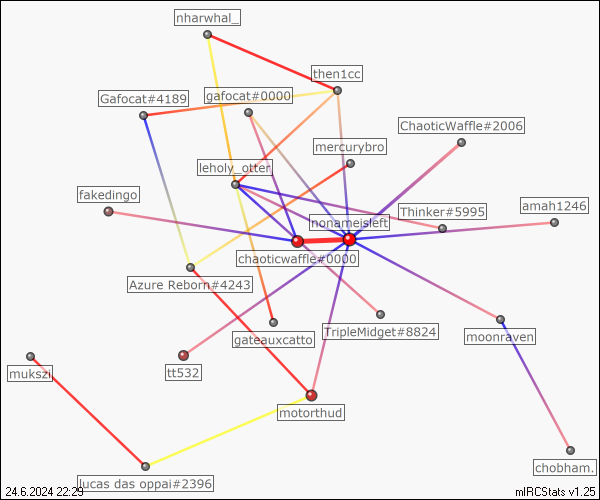 nharwhal_
then1cc
Gafocat#4189
gafocat#0000
ChaoticWaffle#2006
mercurybro
leholy_otter
fakedingo
amah1246
Thinker#5995
nonameisleft
chaoticwaffle#0000
Azure Reborn#4243
TripleMidget#8824
gateauxcatto
moonraven
tt532
mukszi
motorthud
chobham.
lucas das oppai#2396
24.6.2024 22:29
mIRCStats v1.25